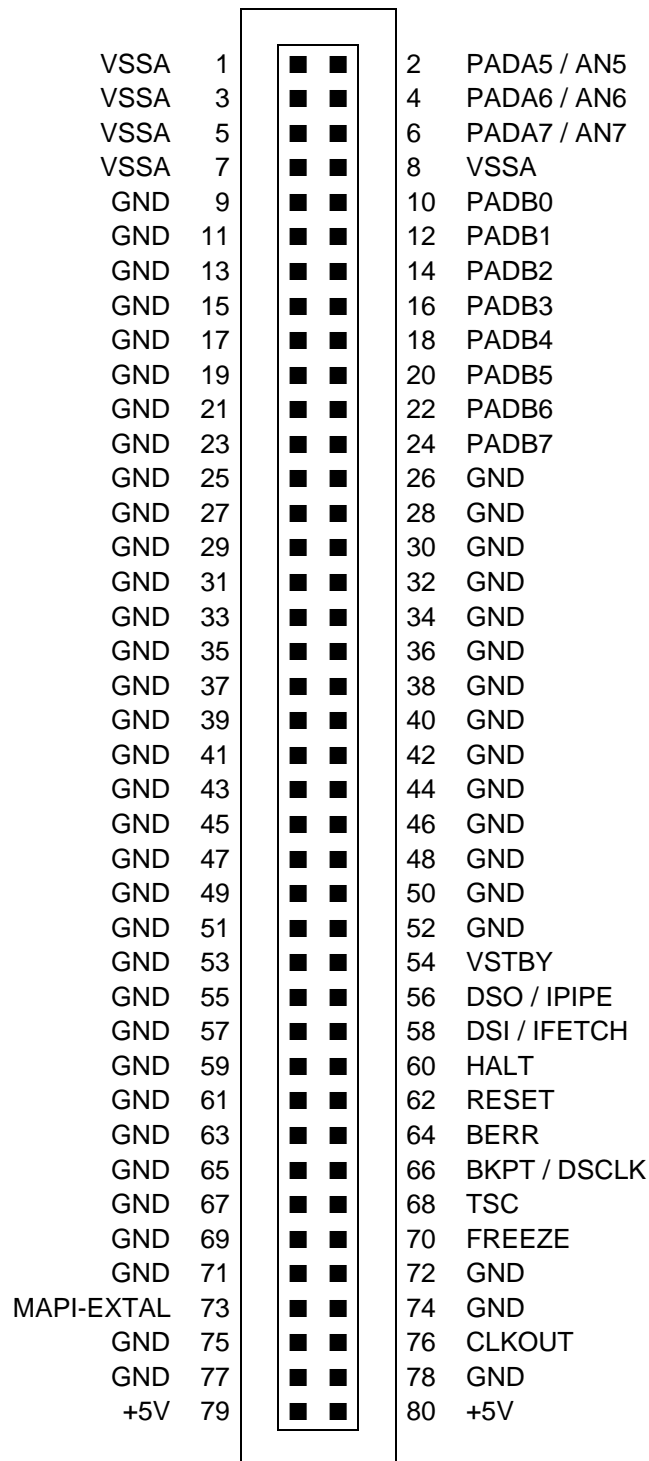 VSSA 1 2 PADA5 / AN5
VSSA 3 4 PADA6 / AN6
VSSA 5 6 PADA7 / AN7
VSSA 7 8 VSSA
GND 9 10 PADB0
GND 11 12 PADB1
GND 13 14 PADB2
GND 15 16 PADB3
GND 17 18 PADB4
GND 19 20 PADB5
GND 21 22 PADB6
GND 23 24 PADB7
GND 25 26 GND
GND 27 28 GND
GND 29 30 GND
GND 31 32 GND
GND 33 34 GND
GND 35 36 GND
GND 37 38 GND
GND 39 40 GND
GND 41 42 GND
GND 43 44 GND
GND 45 46 GND
GND 47 48 GND
GND 49 50 GND
GND 51 52 GND
GND 53 54 VSTBY
GND 55 56 DSO / IPIPE
GND 57 58 DSI / IFETCH
GND 59 60 HALT
GND 61 62 RESET
GND 63 64 BERR
GND 65 66 BKPT / DSCLK
GND 67 68 TSC
GND 69 70 FREEZE
GND 71 72 GND
MAPI-EXTAL 73 74 GND
GND 75 76 CLKOUT
GND 77 78 GND
+5V 79 80 +5V